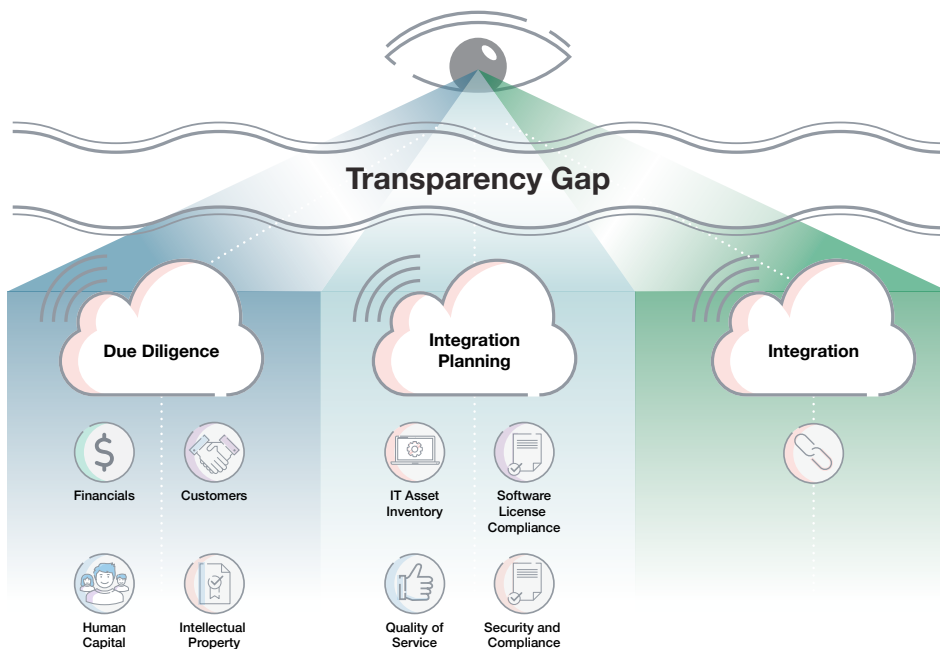 Transparency Gap
Due Diligence
Integration
Planning
Integration
Financials
Customers
IT Asset
Inventory
Software
License
Compliance
Human
Capital
Intellectual
Property
Quality of
Service
Security and
Compliance